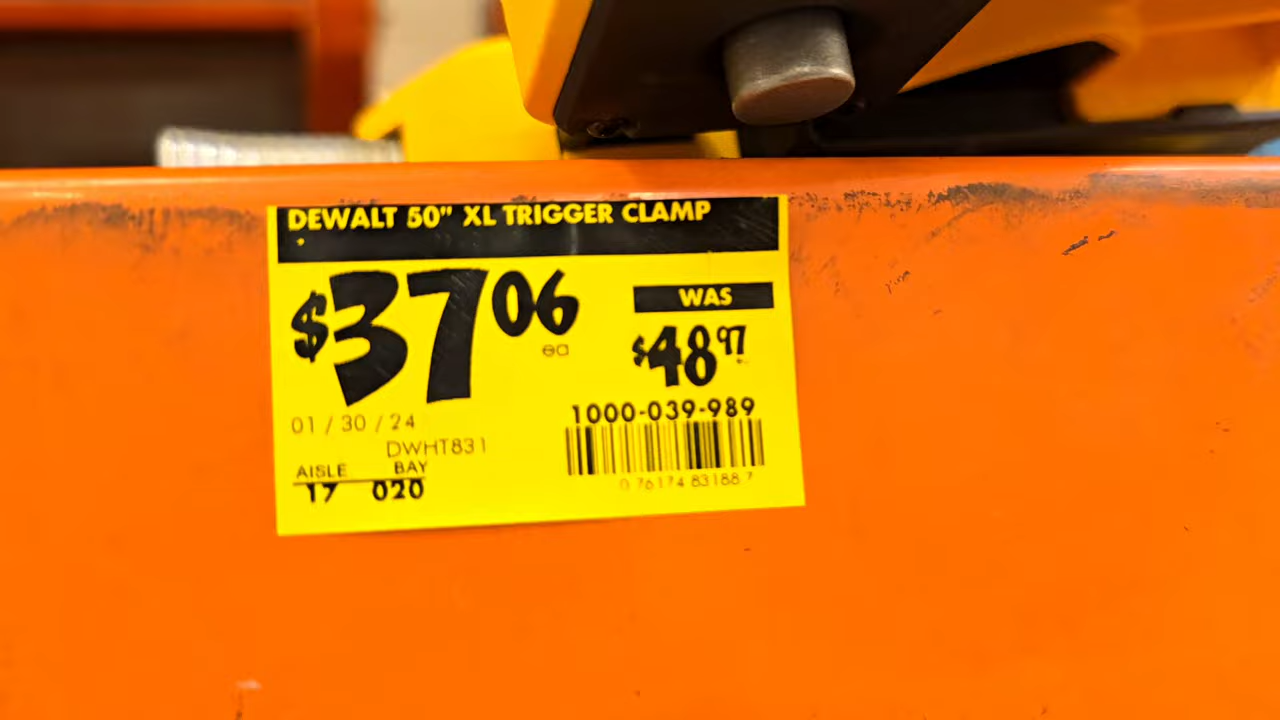 DEWALT 50" XL TRIGGER CLAMP
$37 06
ea
WAS
$48 97
01 / 30 / 24
DWHT831
AISLE BAY
17 020
1000-039-989
0 76174 83188 7